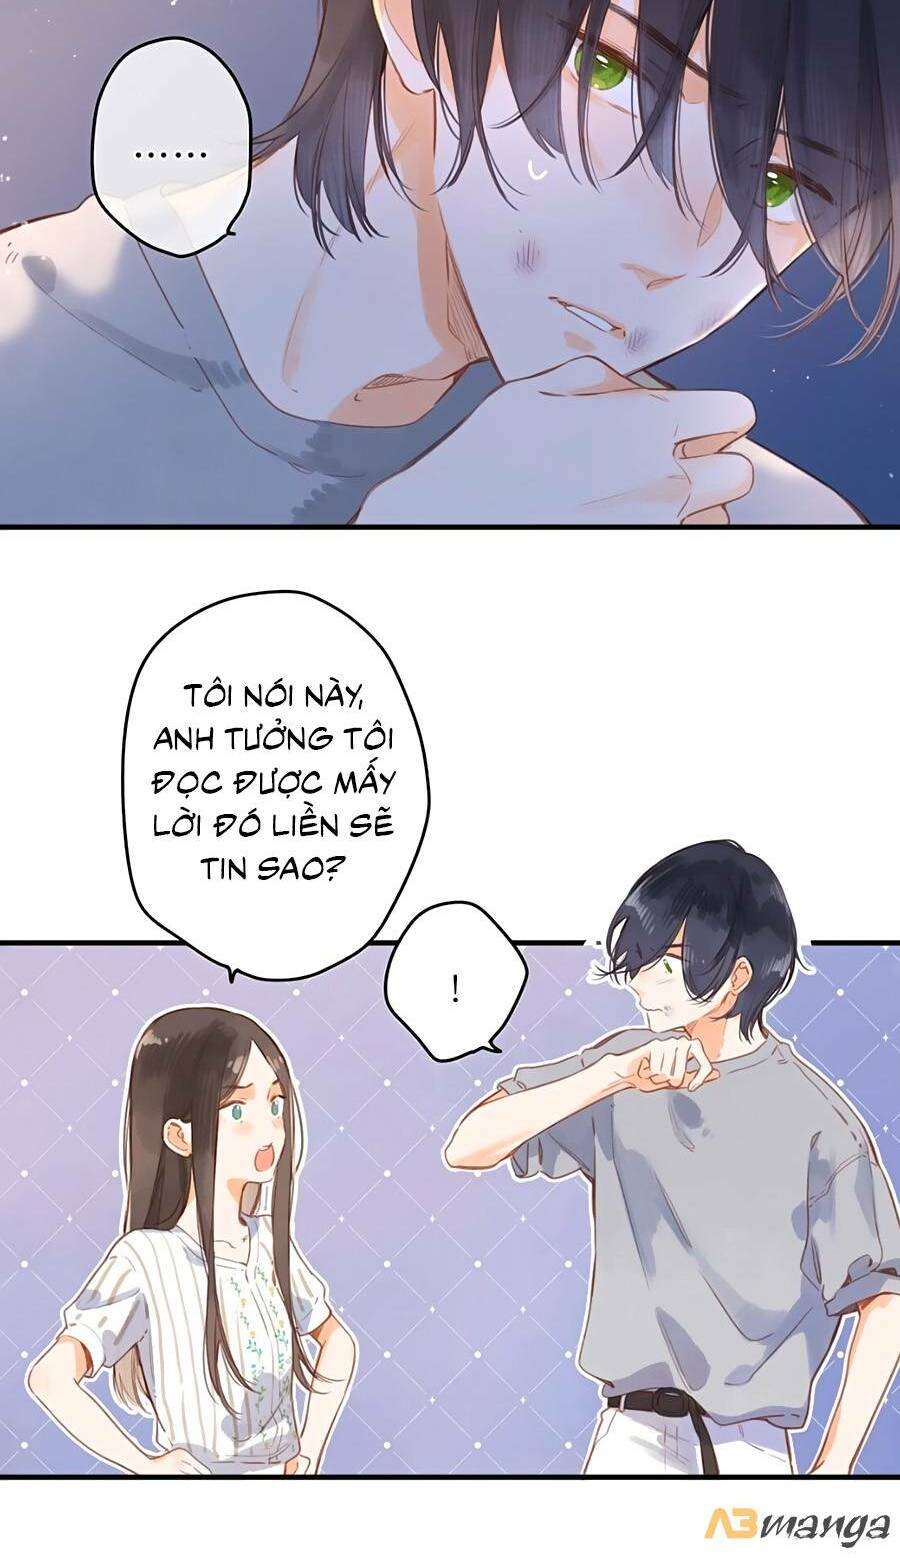 ......
TÔI NÓI NÀY,
ANH TƯỞNG TÔI
ĐỌC ĐƯỢC MẤY
LỜI ĐÓ LIỀN SẼ
TIN SAO?
!
A3manga